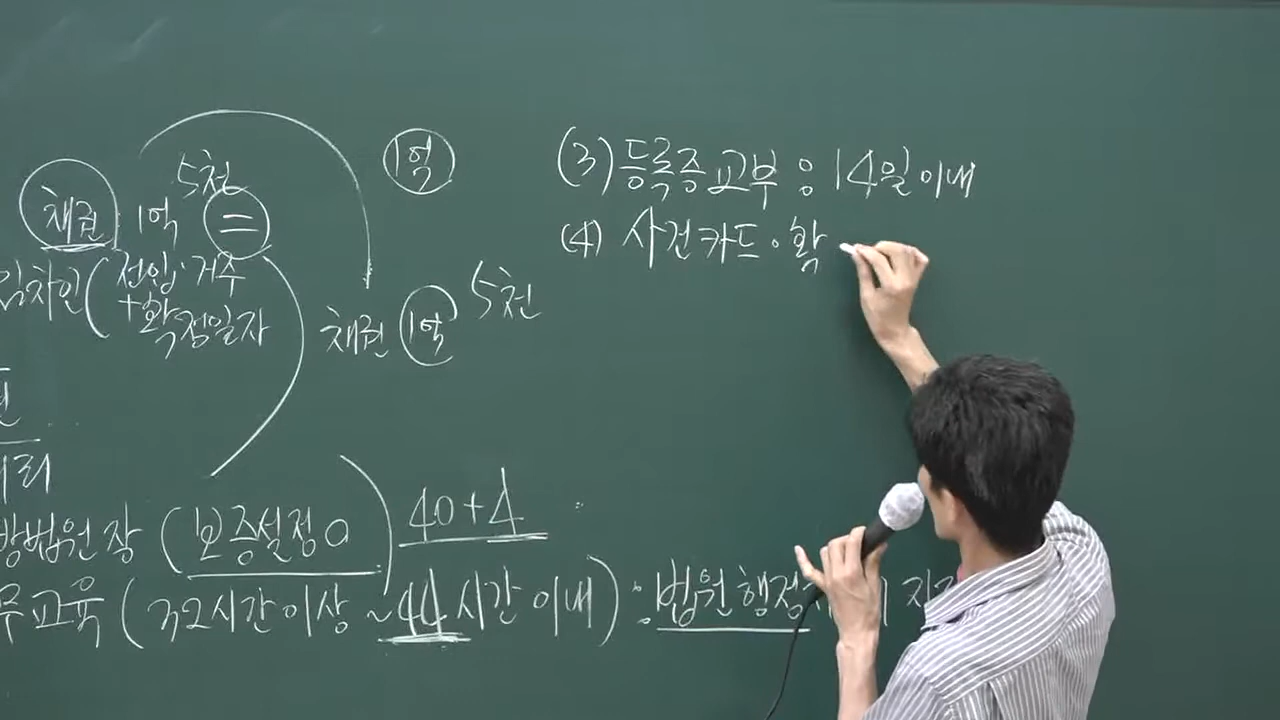 5천
1억
채권 1억 =
임차인 (전입·거주
+확정일자
채권 1억 5천
(3) 등록증교부 : 14일 이내
(4) 사건카드·확
리
방법원장 (보증설정 0) 40+4
무교육 (32시간이상 ~44시간 이내) : 법원행정